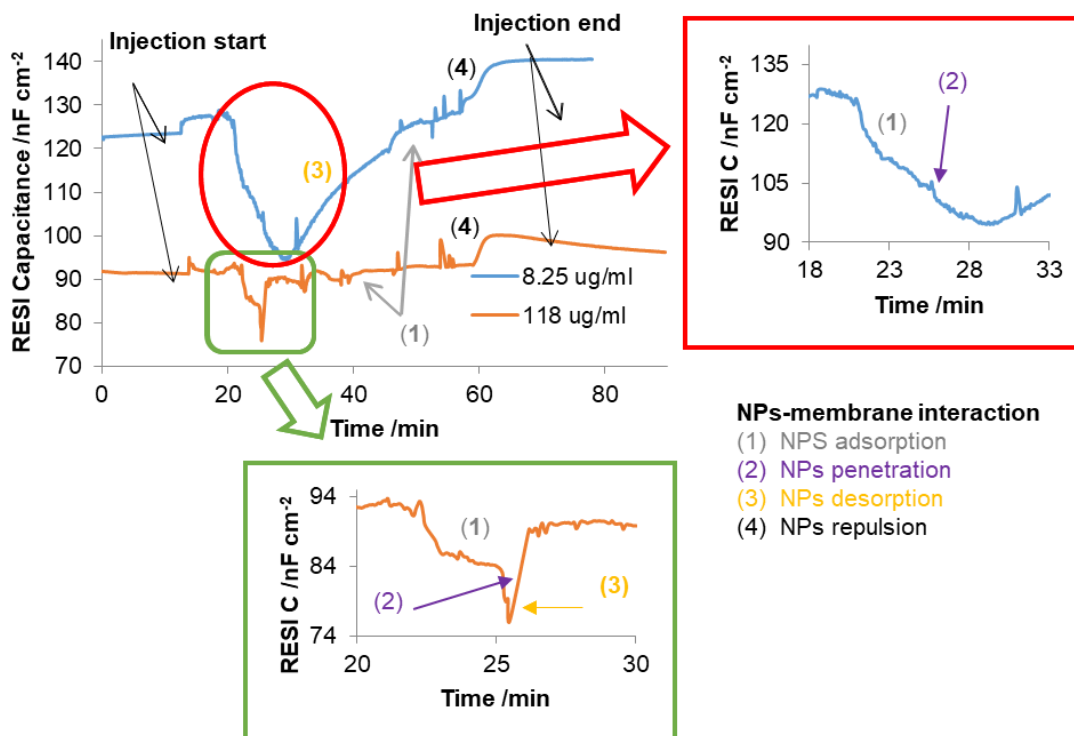 Injection start
Injection end
RESI Capacitance /nF cm-2
150
140
130
120
110
100
90
80
70
0
20
40
60
80
Time /min
(4)
(3)
(4)
(1)
8.25 ug/ml
118 ug/ml
RESI C /nF cm-2
135
120
105
90
18
23
28
33
Time /min
(1)
(2)
NPs-membrane interaction
(1) NPS adsorption
(2) NPs penetration
(3) NPs desorption
(4) NPs repulsion
RESI C /nF cm-2
94
84
74
20
25
30
Time /min
(1)
(2)
(3)